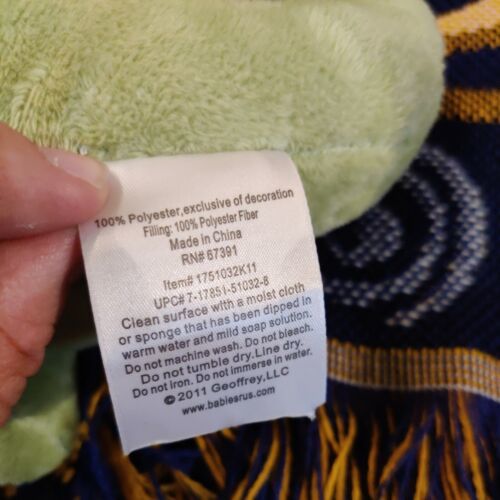 100% Polyester,exclusive of decoration
Filling: 100% Polyester Fiber
Made in China
RN# 67391
Item# 1751032K11
UPC# 7-17851-51032-8
Clean surface with a moist cloth
or sponge that has been dipped in
warm water and mild soap solution.
Do not machine wash. Do not bleach.
Do not tumble dry. Line dry.
Do not iron. Do not immerse in water.
© 2011 Geoffrey, LLC
www.babiesrus.com